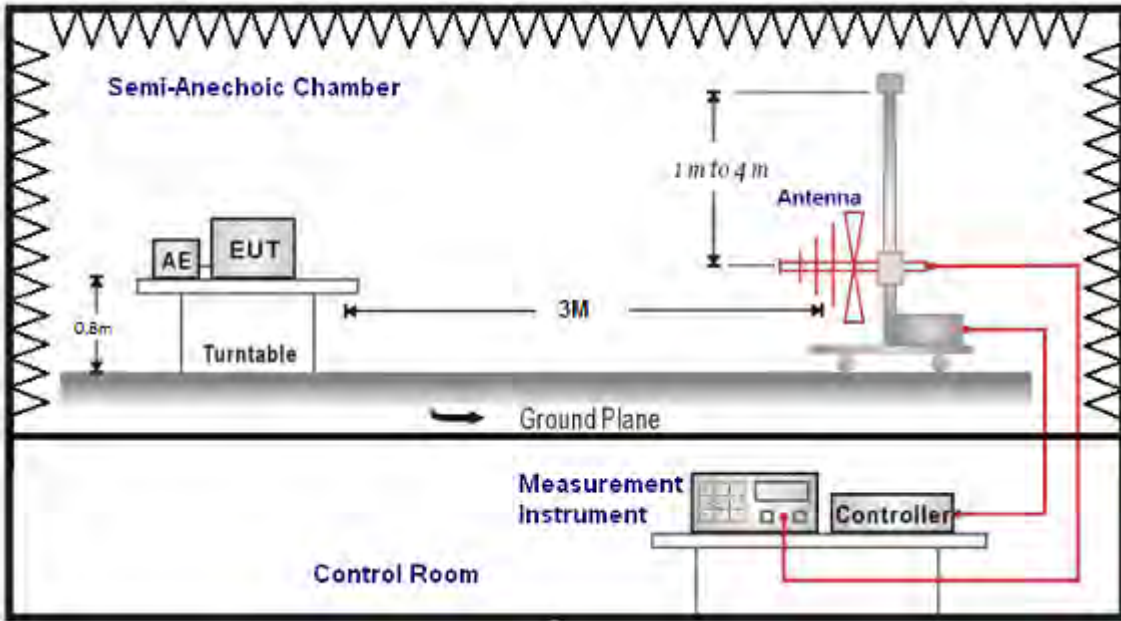 Semi-Anechoic Chamber
1 m to 4 m
Antenna
AE
EUT
3M
0.8m
Turntable
Ground Plane
Measurement
Instrument
Controller
Control Room